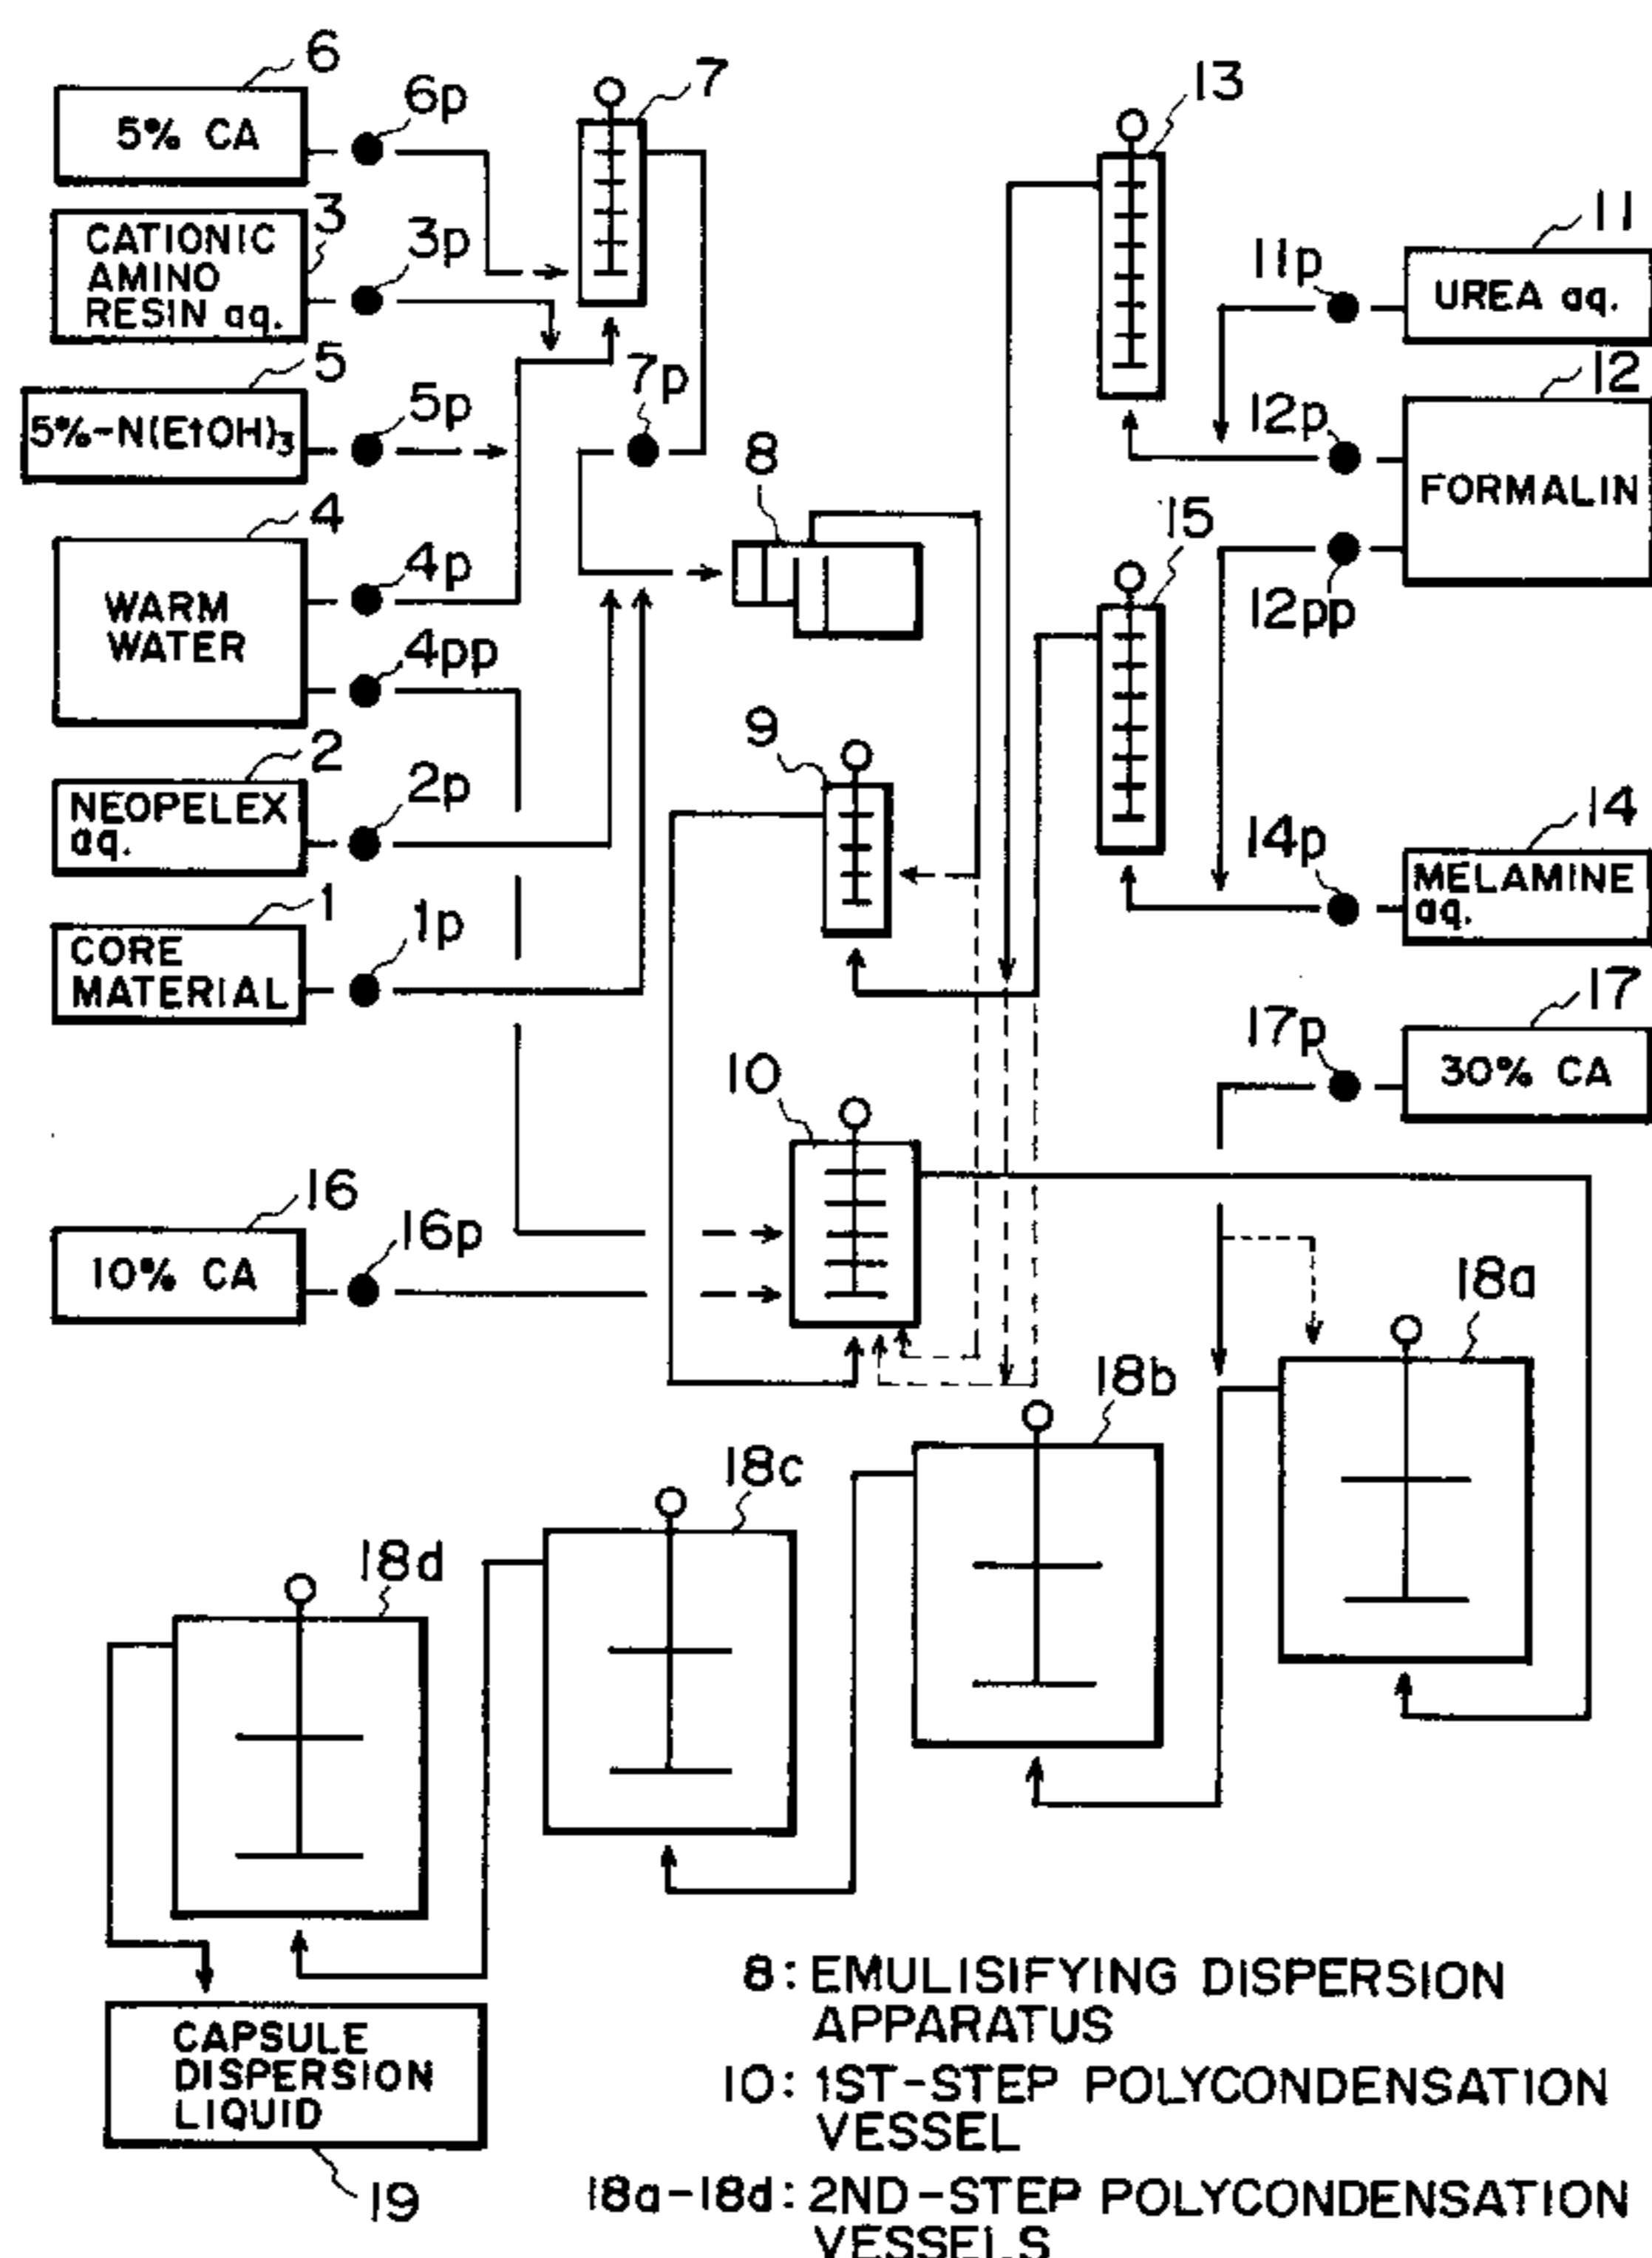 6
5% CA
6p
7
3
CATIONIC
AMINO
RESIN aq.
3p
5
5%-N(EtOH)3
5p
7p
4
WARM
WATER
4p
4pp
8
2
NEOPELEX
aq.
2p
9
1
CORE
MATERIAL
1p
10
16
10% CA
16p
13
11
11p
UREA aq.
12
12p
FORMALIN
12pp
15
14
14p
MELAMINE
aq.
17
17p
30% CA
18a
18b
18c
18d
CAPSULE
DISPERSION
LIQUID
19
8: EMULISIFYING DISPERSION
APPARATUS
10: 1ST-STEP POLYCONDENSATION
VESSEL
18a-18d: 2ND-STEP POLYCONDENSATION
VESSELS